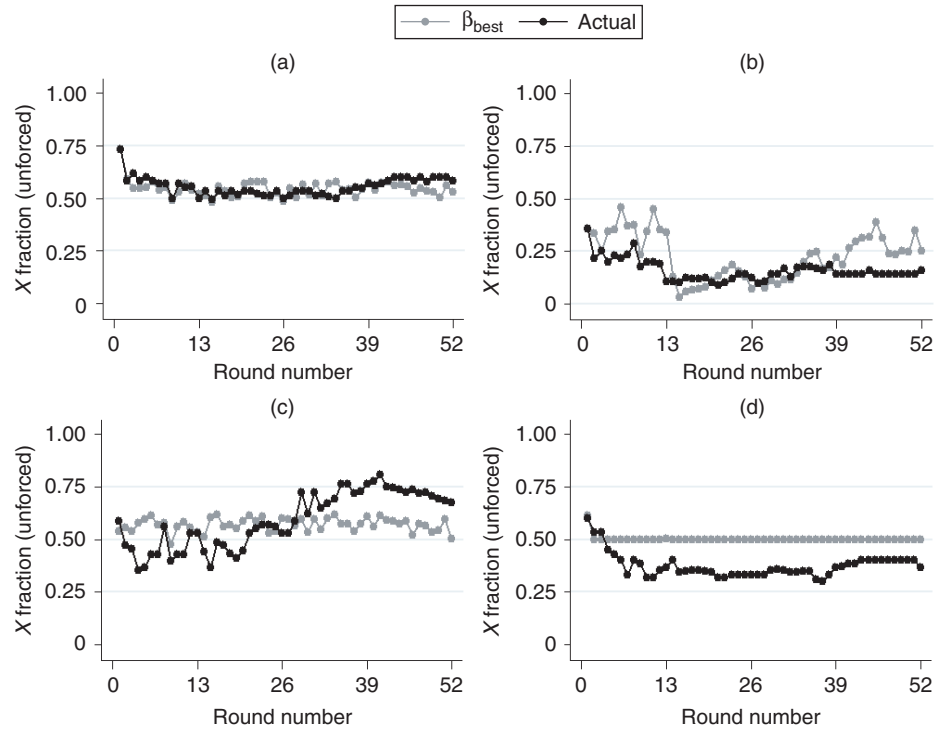 β_best Actual
(a)
X fraction (unforced)
1.00
0.75
0.50
0.25
0
0 13 26 39 52
Round number
(b)
X fraction (unforced)
1.00
0.75
0.50
0.25
0
0 13 26 39 52
Round number
(c)
X fraction (unforced)
1.00
0.75
0.50
0.25
0
0 13 26 39 52
Round number
(d)
X fraction (unforced)
1.00
0.75
0.50
0.25
0
0 13 26 39 52
Round number